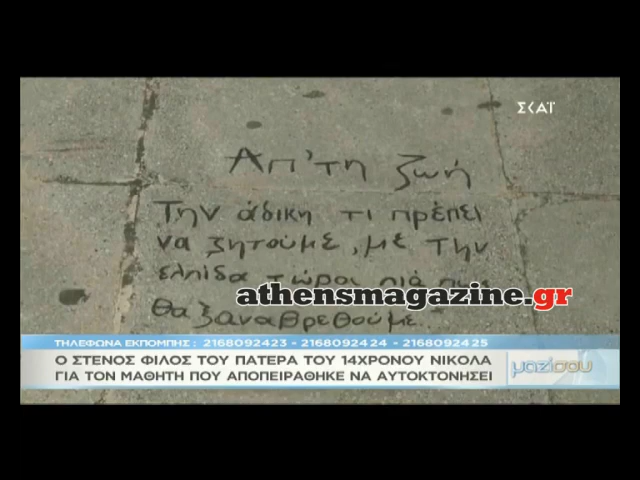 ΣΚΑΪ
Απ'τη ζωή
Την άδικη τι πρέπει
να ζητούμε, με την
ελπίδα τώρα πιά πως
athensmagazine.gr
θα ξαναβρεθούμε.
ΤΗΛΕΦΩΝΑ ΕΚΠΟΜΠΗΣ : 2168092423 - 2168092424 - 2168092425
Ο ΣΤΕΝΟΣ ΦΙΛΟΣ ΤΟΥ ΠΑΤΕΡΑ ΤΟΥ 14ΧΡΟΝΟΥ ΝΙΚΟΛΑ
ΓΙΑ ΤΟΝ ΜΑΘΗΤΗ ΠΟΥ ΑΠΟΠΕΙΡΑΘΗΚΕ ΝΑ ΑΥΤΟΚΤΟΝΗΣΕΙ
μαζίσου